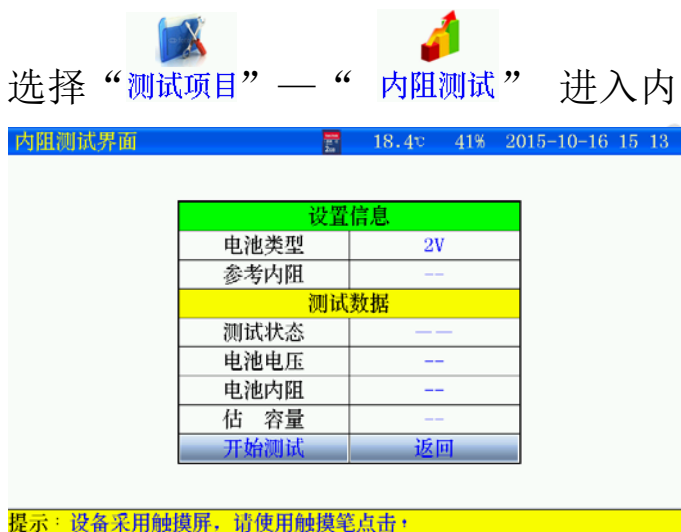 选择“测试项目”—“ 内阻测试” 进入内
内阻测试界面 18.4℃ 41% 2015-10-16 15 13
设置信息
电池类型 2V
参考内阻 --
测试数据
测试状态 ——
电池电压 --
电池内阻 --
估 容量 --
开始测试 返回
提示：设备采用触摸屏，请使用触摸笔点击！